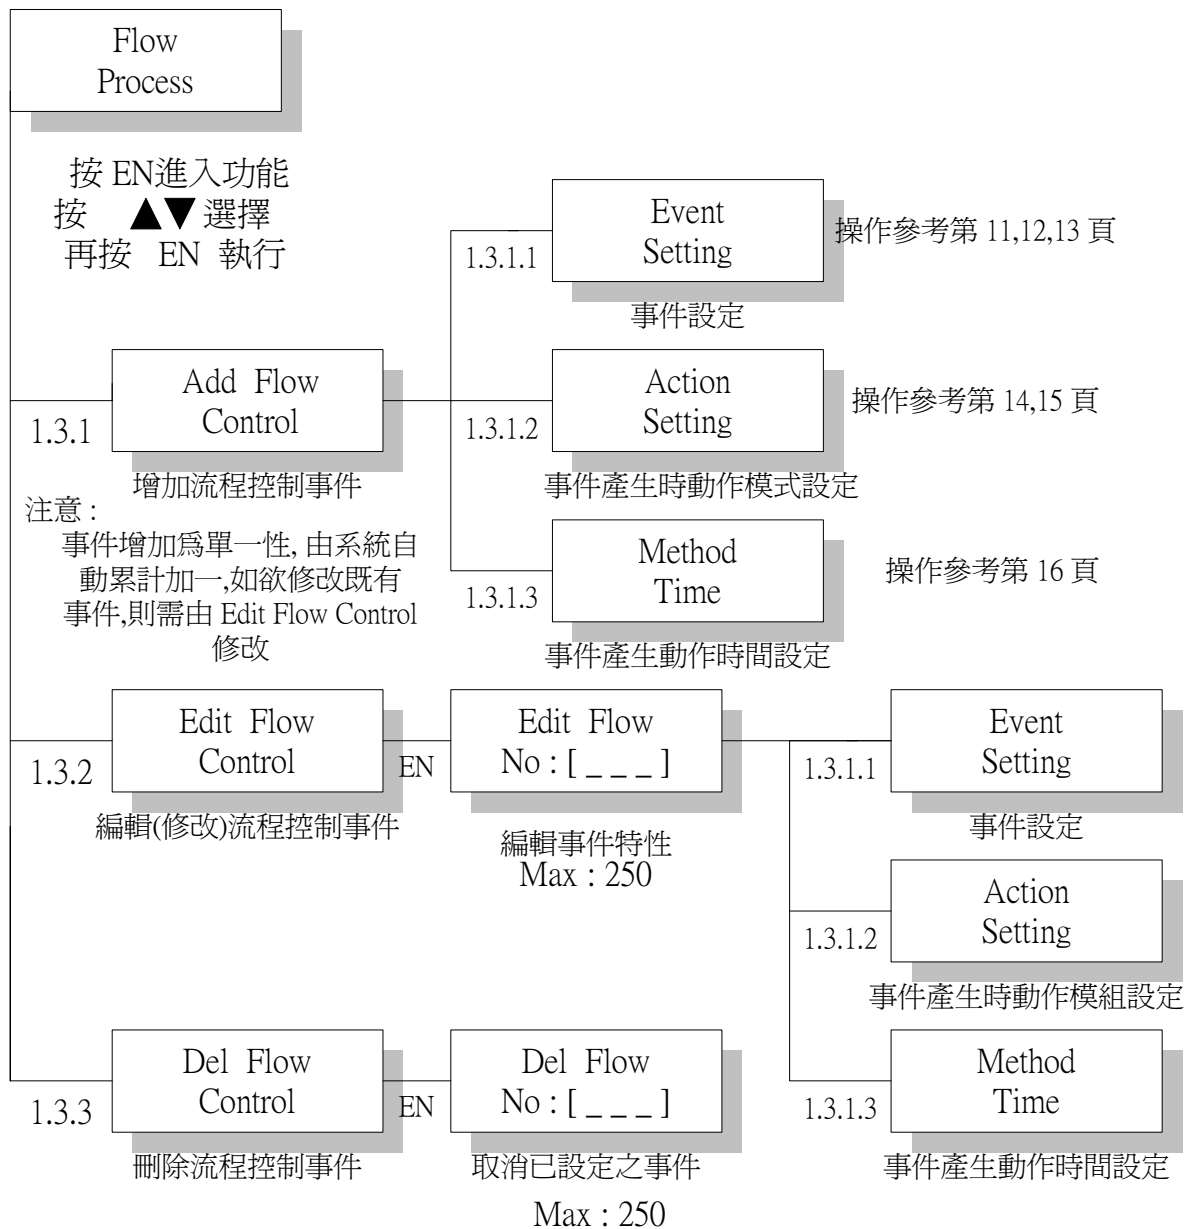 Flow
Process
按 EN進入功能
按 ▲▼ 選擇
再按 EN 執行
1.3.1.1
Event
Setting
操作參考第 11,12,13 頁
事件設定
1.3.1
Add Flow
Control
增加流程控制事件
1.3.1.2
Action
Setting
操作參考第 14,15 頁
事件產生時動作模式設定
注意 :
事件增加爲單一性, 由系統自
動累計加一,如欲修改既有
事件,則需由 Edit Flow Control
修改
1.3.1.3
Method
Time
操作參考第 16 頁
事件產生動作時間設定
1.3.2
Edit Flow
Control
編輯(修改)流程控制事件
EN
Edit Flow
No : [ _ _ _ ]
編輯事件特性
Max : 250
1.3.1.1
Event
Setting
事件設定
1.3.1.2
Action
Setting
事件產生時動作模組設定
1.3.3
Del Flow
Control
刪除流程控制事件
EN
Del Flow
No : [ _ _ _ ]
取消已設定之事件
Max : 250
1.3.1.3
Method
Time
事件產生動作時間設定